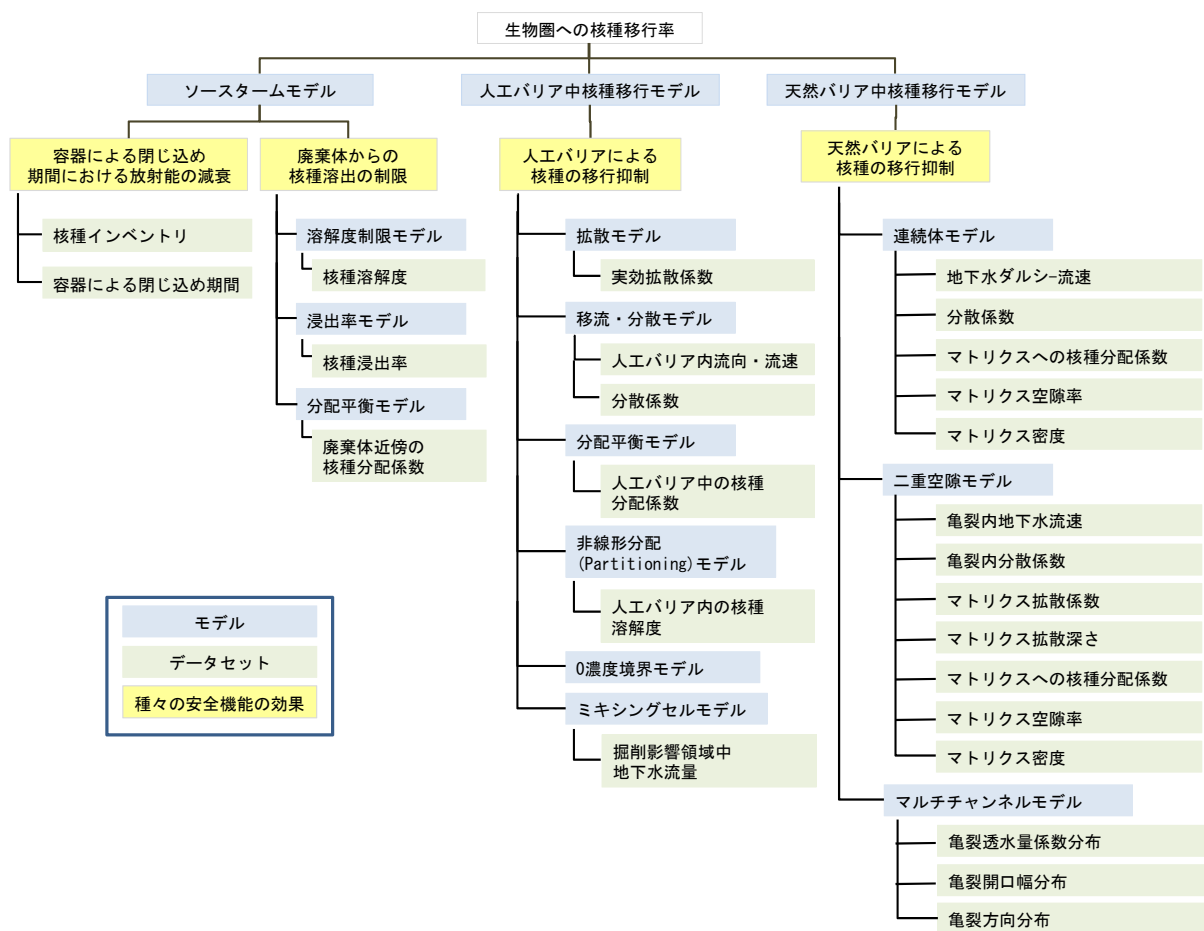 生物圏への核種移行率
ソースタームモデル
人工バリア中核種移行モデル
天然バリア中核種移行モデル
容器による閉じ込め
期間における放射能の減衰
核種インベントリ
容器による閉じ込め期間
廃棄体からの
核種溶出の制限
溶解度制限モデル
核種溶解度
浸出率モデル
核種浸出率
分配平衡モデル
廃棄体近傍の
核種分配係数
人工バリアによる
核種の移行抑制
拡散モデル
実効拡散係数
移流・分散モデル
人工バリア内流向・流速
分散係数
分配平衡モデル
人工バリア中の核種
分配係数
非線形分配
(Partitioning)モデル
人工バリア内の核種
溶解度
0濃度境界モデル
ミキシングセルモデル
掘削影響領域中
地下水流量
天然バリアによる
核種の移行抑制
連続体モデル
地下水ダルシｰ流速
分散係数
マトリクスへの核種分配係数
マトリクス空隙率
マトリクス密度
二重空隙モデル
亀裂内地下水流速
亀裂内分散係数
マトリクス拡散係数
マトリクス拡散深さ
マトリクスへの核種分配係数
マトリクス空隙率
マトリクス密度
マルチチャンネルモデル
亀裂透水量係数分布
亀裂開口幅分布
亀裂方向分布
モデル
データセット
種々の安全機能の効果